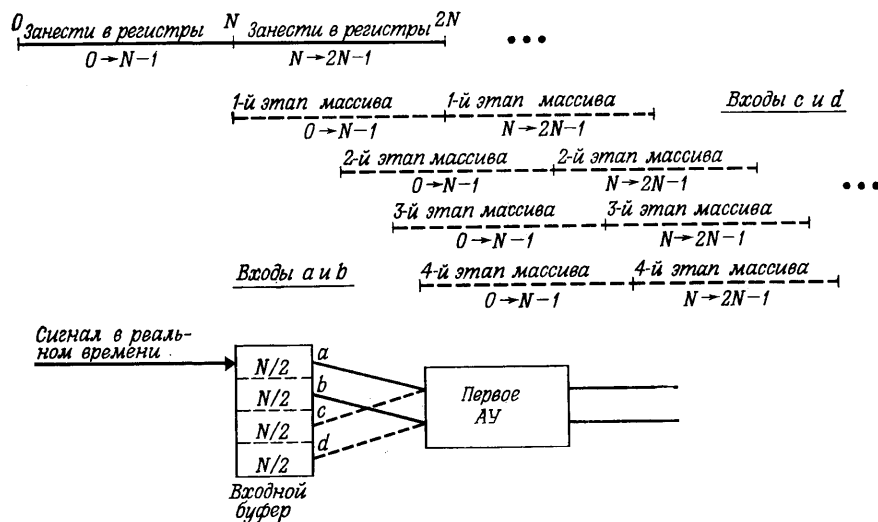 0 Занести в регистры N Занести в регистры 2N
0→N−1 N→2N−1
1-й этап массива 1-й этап массива Входы c и d
0→N−1 N→2N−1
2-й этап массива 2-й этап массива
0→N−1 N→2N−1
3-й этап массива 3-й этап массива
0→N−1 N→2N−1
Входы a и b 4-й этап массива 4-й этап массива
0→N−1 N→2N−1
Сигнал в реаль-
ном времени
a
N/2
b
N/2
c
N/2
d
N/2
Первое
АУ
Входной
буфер